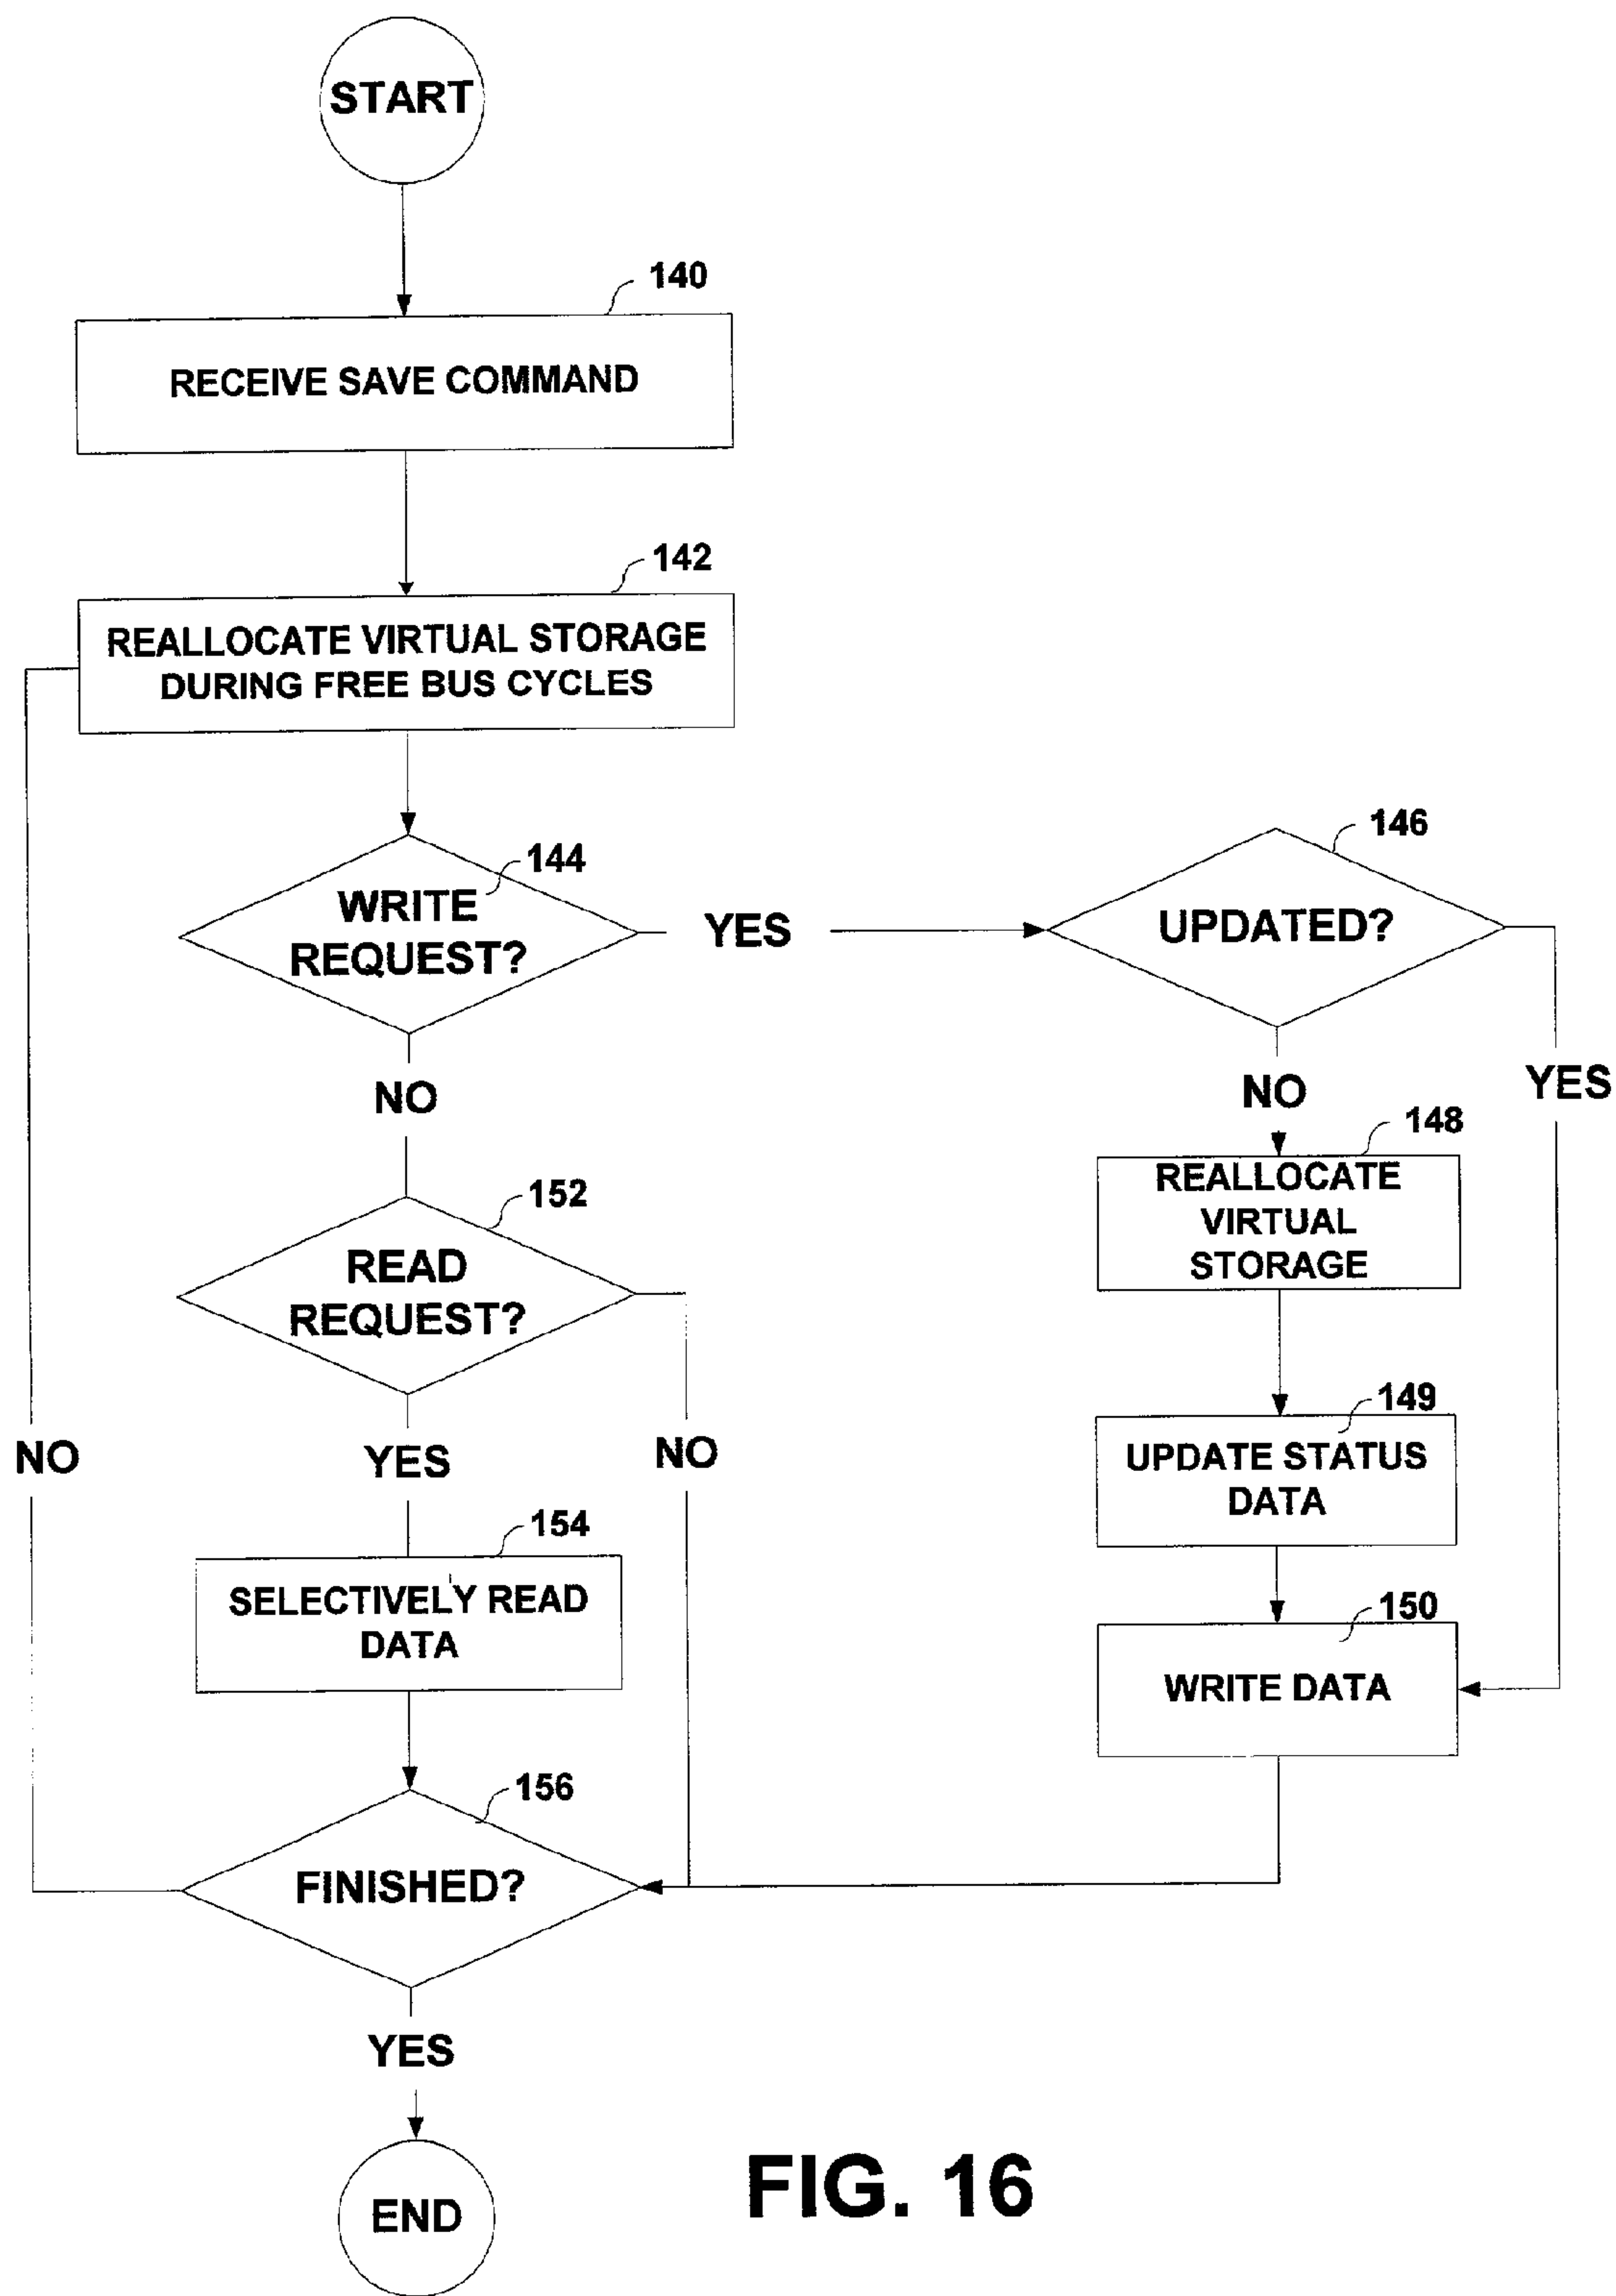 START
140
RECEIVE SAVE COMMAND
142
REALLOCATE VIRTUAL STORAGE
DURING FREE BUS CYCLES
144
WRITE
REQUEST?
YES
146
UPDATED?
NO
NO
YES
148
REALLOCATE
VIRTUAL
STORAGE
152
READ
REQUEST?
149
UPDATE STATUS
DATA
NO
YES
NO
154
SELECTIVELY READ
DATA
150
WRITE DATA
156
FINISHED?
YES
END
FIG. 16